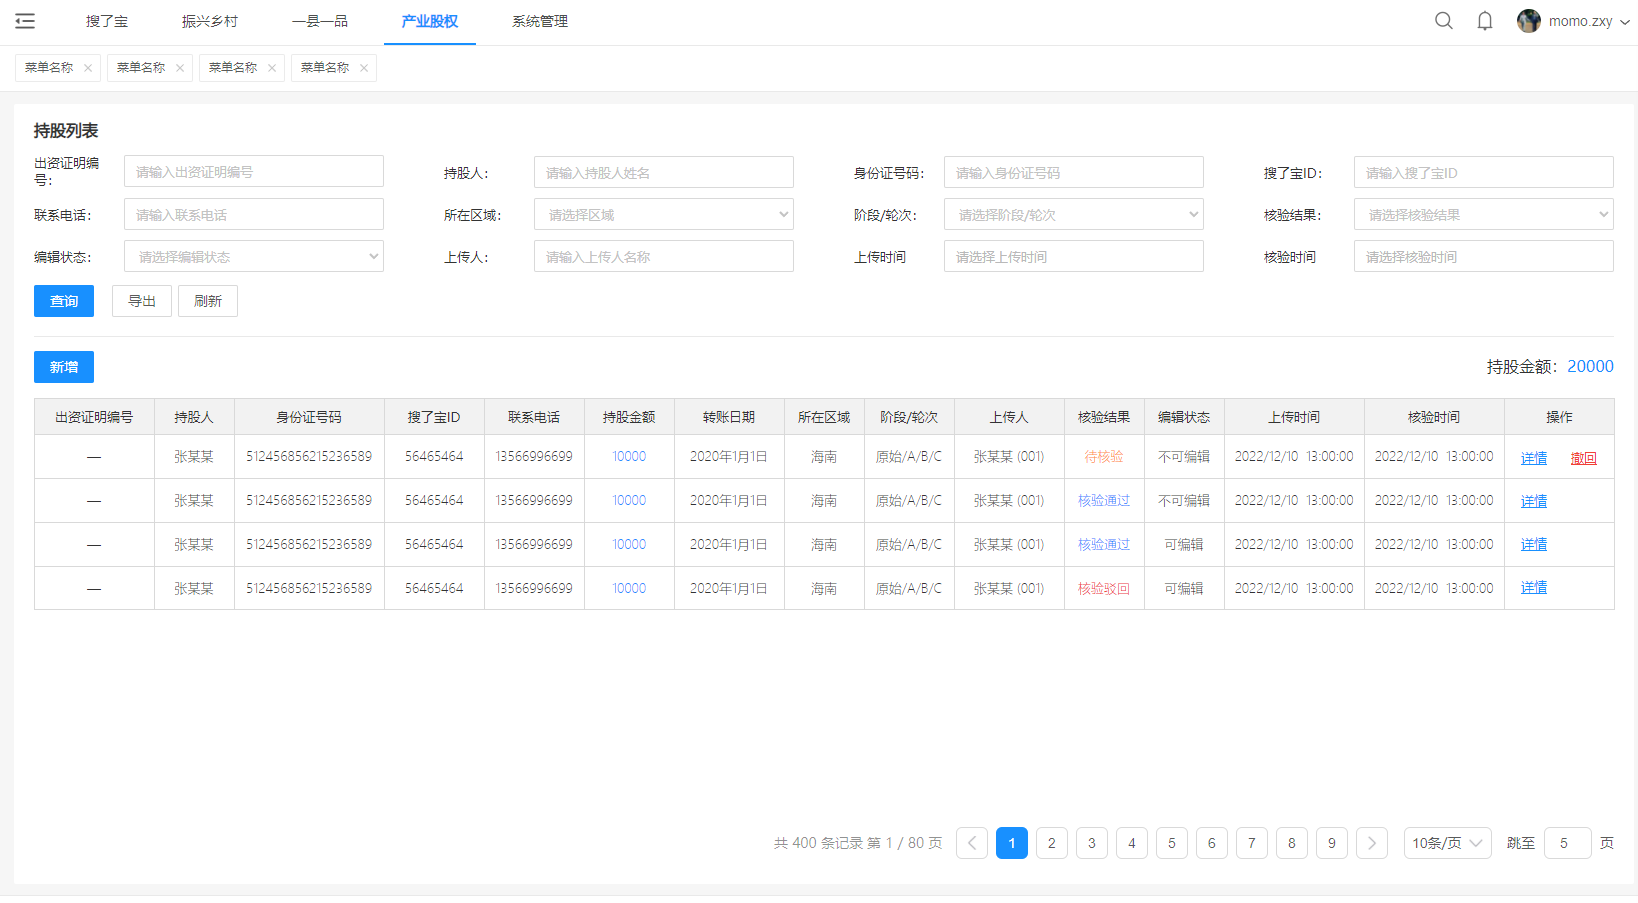 搜了宝 振兴乡村 一县一品 产业股权 系统管理 momo.zxy
菜单名称 菜单名称 菜单名称 菜单名称
持股列表
出资证明编号： 请输入出资证明编号 持股人： 请输入持股人姓名 身份证号码： 请输入身份证号码 搜了宝ID： 请输入搜了宝ID
联系电话： 请输入联系电话 所在区域： 请选择区域 阶段/轮次： 请选择阶段/轮次 核验结果： 请选择核验结果
编辑状态： 请选择编辑状态 上传人： 请输入上传人名称 上传时间 请选择上传时间 核验时间 请选择核验时间
查询 导出 刷新
新增 持股金额：20000
出资证明编号 持股人 身份证号码 搜了宝ID 联系电话 持股金额 转账日期 所在区域 阶段/轮次 上传人 核验结果 编辑状态 上传时间 核验时间 操作
— 张某某 512456856215236589 56465464 13566996699 10000 2020年1月1日 海南 原始/A/B/C 张某某 (001) 待核验 不可编辑 2022/12/10 13:00:00 2022/12/10 13:00:00 详情 撤回
— 张某某 512456856215236589 56465464 13566996699 10000 2020年1月1日 海南 原始/A/B/C 张某某 (001) 核验通过 不可编辑 2022/12/10 13:00:00 2022/12/10 13:00:00 详情
— 张某某 512456856215236589 56465464 13566996699 10000 2020年1月1日 海南 原始/A/B/C 张某某 (001) 核验通过 可编辑 2022/12/10 13:00:00 2022/12/10 13:00:00 详情
— 张某某 512456856215236589 56465464 13566996699 10000 2020年1月1日 海南 原始/A/B/C 张某某 (001) 核验驳回 可编辑 2022/12/10 13:00:00 2022/12/10 13:00:00 详情
共 400 条记录 第 1 / 80 页 1 2 3 4 5 6 7 8 9 10条/页 跳至 5 页